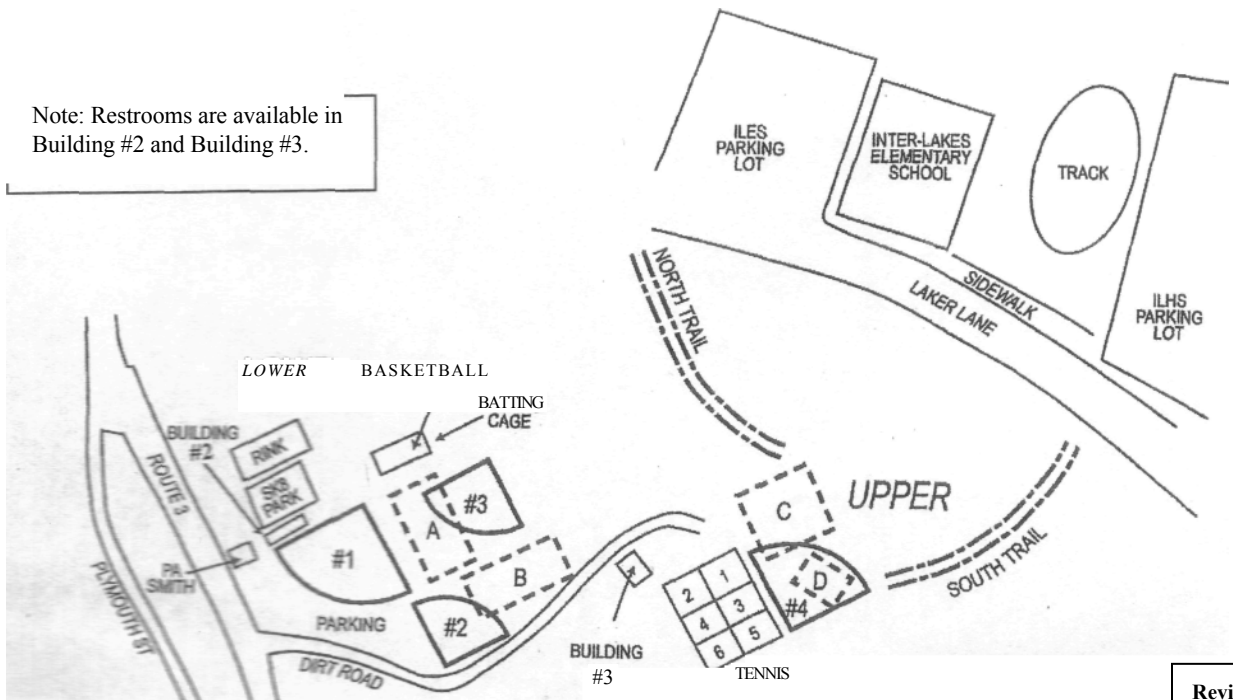 Note: Restrooms are available in
Building #2 and Building #3.
ILES
PARKING
LOT
INTER-LAKES
ELEMENTARY
SCHOOL
TRACK
ILHS
PARKING
LOT
SIDEWALK
LAKER LANE
NORTH TRAIL
LOWER
BASKETBALL
BATTING
CAGE
BUILDING
#2
RINK
SK8
PARK
ROUTE 3
PLYMOUTH ST
PA
SMITH
#1
A
#3
B
#2
PARKING
DIRT ROAD
BUILDING
#3
C
UPPER
D
#4
SOUTH TRAIL
2
1
4
3
6
5
TENNIS
Revi